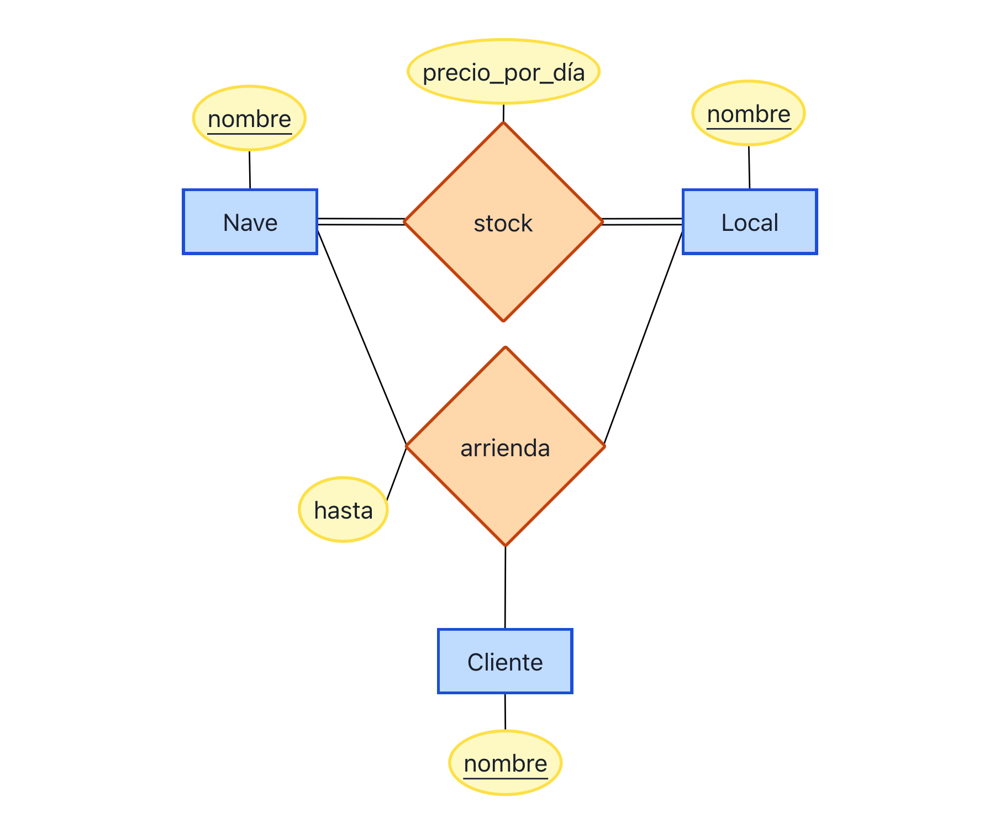 precio_por_día
nombre
nombre
Nave
stock
Local
arrienda
hasta
Cliente
nombre